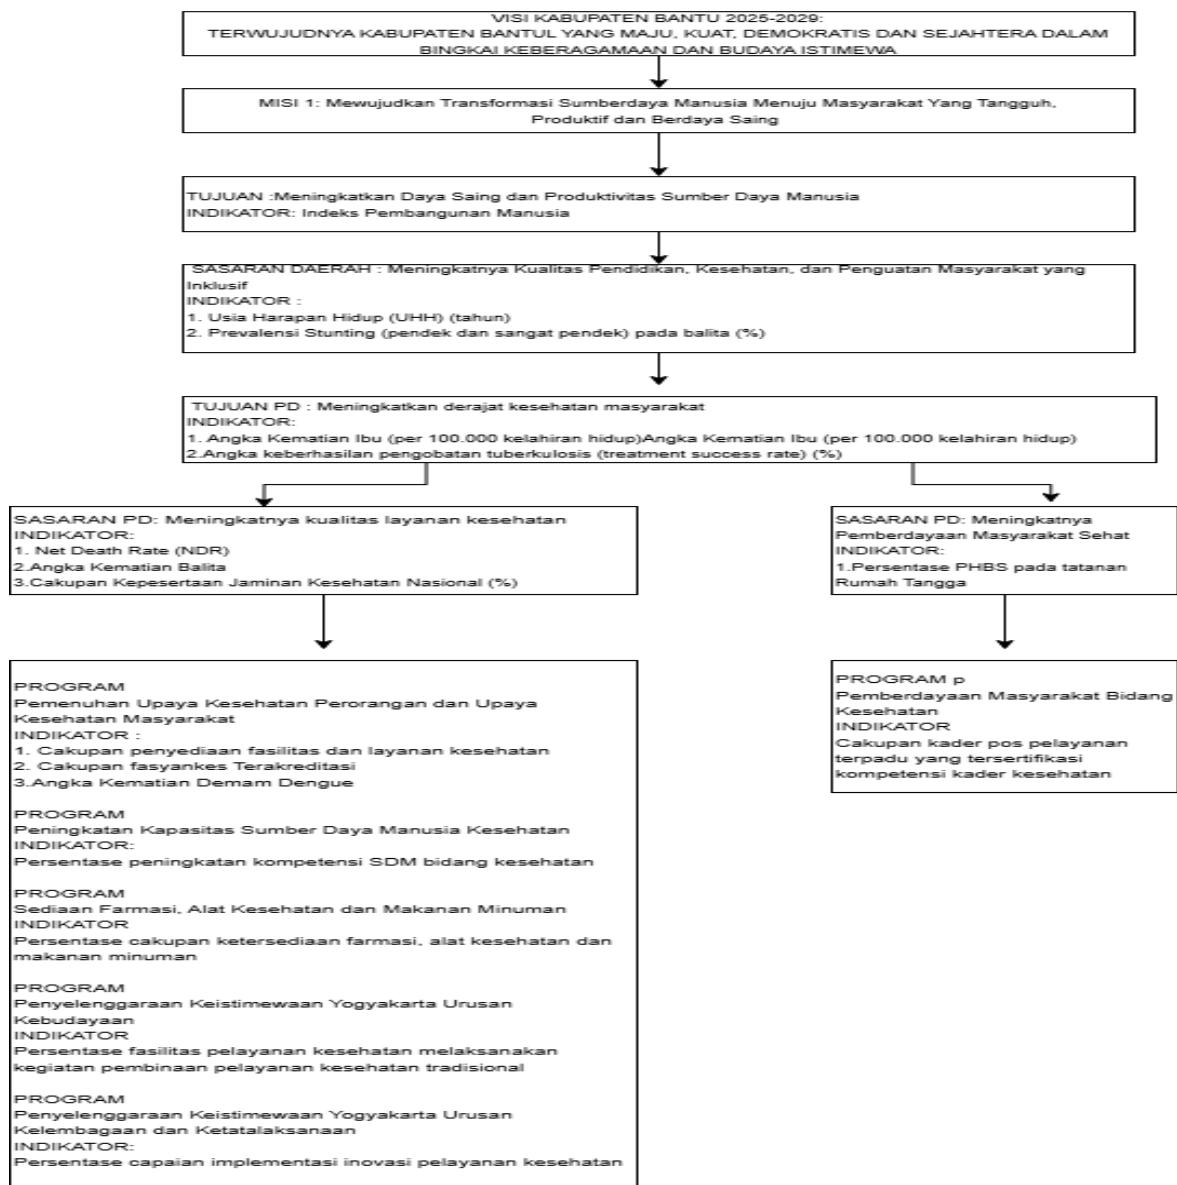 VISI KABUPATEN BANTU 2025-2029:
TERWUJUDNYA KABUPATEN BANTUL YANG MAJU, KUAT, DEMOKRATIS DAN SEJAHTERA DALAM
BINGKAI KEBERAGAMAAN DAN BUDAYA ISTIMEWA
MISI 1: Mewujudkan Transformasi Sumberdaya Manusia Menuju Masyarakat Yang Tangguh,
Produktif dan Berdaya Saing
TUJUAN :Meningkatkan Daya Saing dan Produktivitas Sumber Daya Manusia
INDIKATOR: Indeks Pembangunan Manusia
SASARAN DAERAH : Meningkatnya Kualitas Pendidikan, Kesehatan, dan Penguatan Masyarakat yang
Inklusif
INDIKATOR :
1. Usia Harapan Hidup (UHH) (tahun)
2. Prevalensi Stunting (pendek dan sangat pendek) pada balita (%)
TUJUAN PD : Meningkatkan derajat kesehatan masyarakat
INDIKATOR:
1. Angka Kematian Ibu (per 100.000 kelahiran hidup)Angka Kematian Ibu (per 100.000 kelahiran hidup)
2.Angka keberhasilan pengobatan tuberkulosis (treatment success rate) (%)
SASARAN PD: Meningkatnya kualitas layanan kesehatan
INDIKATOR:
1. Net Death Rate (NDR)
2.Angka Kematian Balita
3.Cakupan Kepesertaan Jaminan Kesehatan Nasional (%)
SASARAN PD: Meningkatnya
Pemberdayaan Masyarakat Sehat
INDIKATOR:
1.Persentase PHBS pada tatanan
Rumah Tangga
PROGRAM
Pemenuhan Upaya Kesehatan Perorangan dan Upaya
Kesehatan Masyarakat
INDIKATOR :
1. Cakupan penyediaan fasilitas dan layanan kesehatan
2. Cakupan fasyankes Terakreditasi
3.Angka Kematian Demam Dengue
PROGRAM
Peningkatan Kapasitas Sumber Daya Manusia Kesehatan
INDIKATOR:
Persentase peningkatan kompetensi SDM bidang kesehatan
PROGRAM
Sediaan Farmasi, Alat Kesehatan dan Makanan Minuman
INDIKATOR
Persentase cakupan ketersediaan farmasi, alat kesehatan dan
makanan minuman
PROGRAM
Penyelenggaraan Keistimewaan Yogyakarta Urusan
Kebudayaan
INDIKATOR
Persentase fasilitas pelayanan kesehatan melaksanakan
kegiatan pembinaan pelayanan kesehatan tradisional
PROGRAM
Penyelenggaraan Keistimewaan Yogyakarta Urusan
Kelembagaan dan Ketatalaksanaan
INDIKATOR:
Persentase capaian implementasi inovasi pelayanan kesehatan
PROGRAM p
Pemberdayaan Masyarakat Bidang
Kesehatan
INDIKATOR
Cakupan kader pos pelayanan
terpadu yang tersertifikasi
kompetensi kader kesehatan